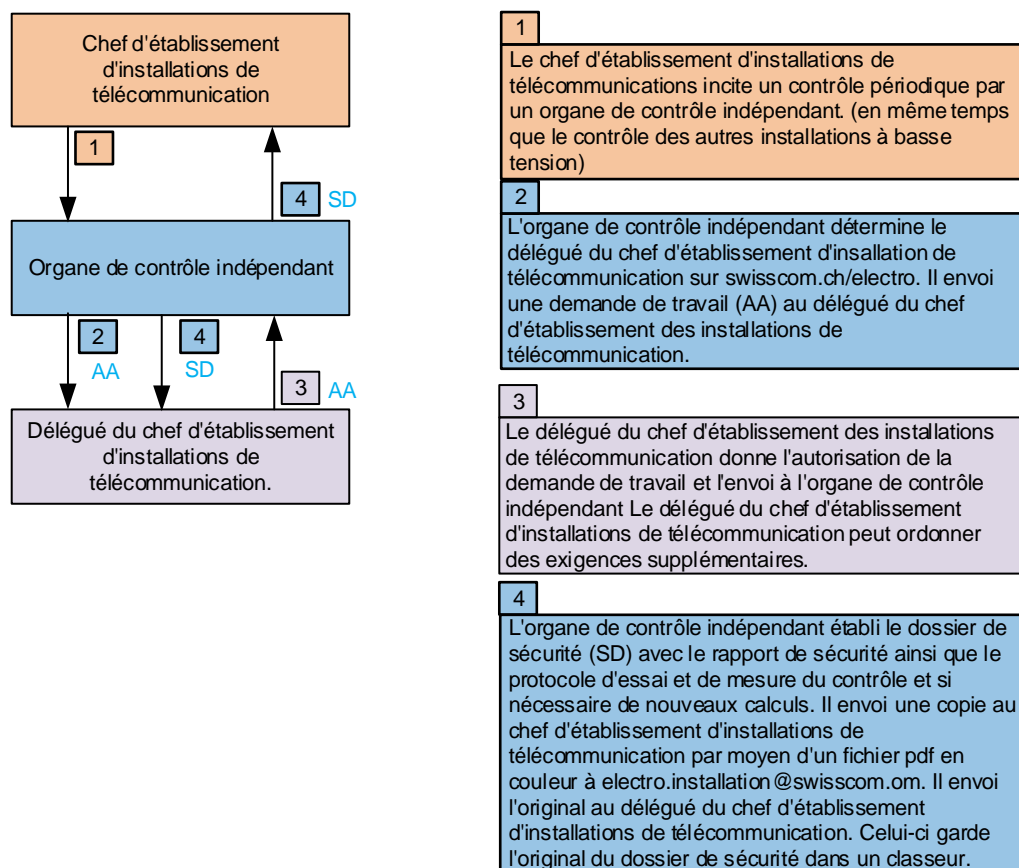 Chef d'établissement
d'installations de
télécommunication
1
4 SD
Organe de contrôle indépendant
2
AA
4
SD
3 AA
Délégué du chef d'établissement
d'installations de
télécommunication.
1
Le chef d'établissement d'installations de
télécommunications incite un contrôle périodique par
un organe de contrôle indépendant. (en même temps
que le contrôle des autres installations à basse
tension)
2
L'organe de contrôle indépendant détermine le
délégué du chef d'établissement d'insallation de
télécommunication sur swisscom.ch/electro. Il envoi
une demande de travail (AA) au délégué du chef
d'établissement des installations de
télécommunication.
3
Le délégué du chef d'établissement des installations
de télécommunication donne l'autorisation de la
demande de travail et l'envoi à l'organe de contrôle
indépendant Le délégué du chef d'établissement
d'installations de télécommunication peut ordonner
des exigences supplémentaires.
4
L'organe de contrôle indépendant établi le dossier de
sécurité (SD) avec le rapport de sécurité ainsi que le
protocole d'essai et de mesure du contrôle et si
nécessaire de nouveaux calculs. Il envoi une copie au
chef d'établissement d'installations de
télécommunication par moyen d'un fichier pdf en
couleur à electro.installation@swisscom.om. Il envoi
l'original au délégué du chef d'établissement
d'installations de télécommunication. Celui-ci garde
l'original du dossier de sécurité dans un classeur.